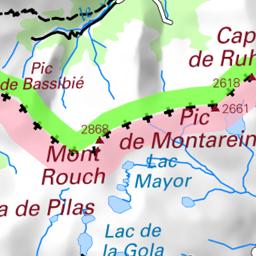 Cap
de Ruh
Pic
de Bassibié
2618
2661
Pic
de Montarein
2868
Mont
Rouch
Lac
Mayor
a de Pilas
Lac de
la Gola